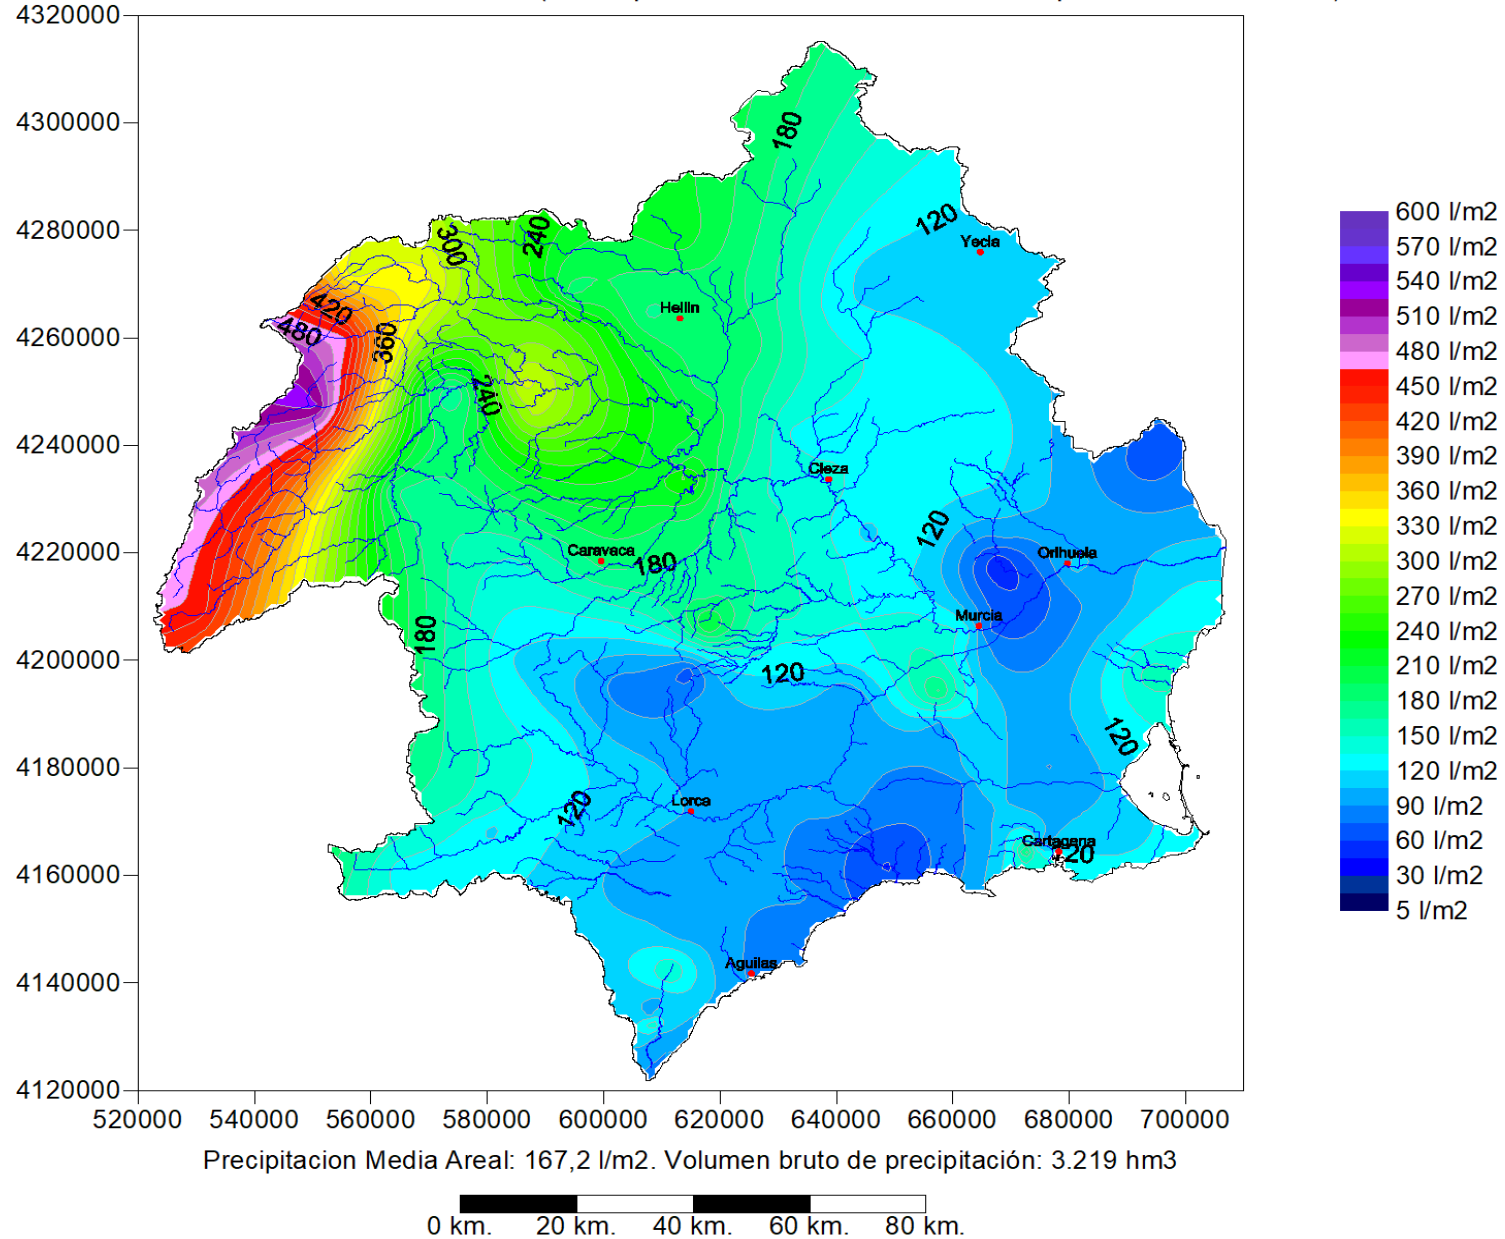 4320000
4300000
4280000
4260000
4240000
4220000
4200000
4180000
4160000
4140000
4120000
520000 540000 560000 580000 600000 620000 640000 660000 680000 700000
180
120
Yecla
300
240
Hellin
420
480
360
240
Cieza
120
Orihuela
Caravaca
180
Murcia
180
120
120
120
Lorca
Cartagena
120
Aguilas
600 l/m2
570 l/m2
540 l/m2
510 l/m2
480 l/m2
450 l/m2
420 l/m2
390 l/m2
360 l/m2
330 l/m2
300 l/m2
270 l/m2
240 l/m2
210 l/m2
180 l/m2
150 l/m2
120 l/m2
90 l/m2
60 l/m2
30 l/m2
5 l/m2
Precipitacion Media Areal: 167,2 l/m2. Volumen bruto de precipitación: 3.219 hm3
0 km. 20 km. 40 km. 60 km. 80 km.